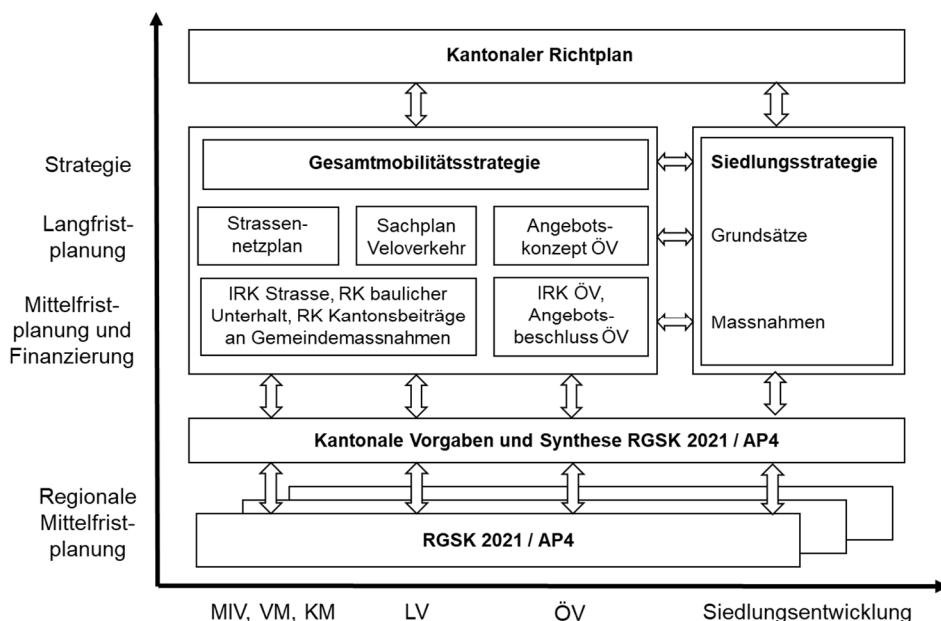 Kantonaler Richtplan
Strategie
Gesamtmobilitätsstrategie
Siedlungsstrategie
Langfrist-
planung
Strassen-
netzplan
Sachplan
Veloverkehr
Angebots-
konzept ÖV
Grundsätze
Mittelfrist-
planung und
Finanzierung
IRK Strasse, RK baulicher
Unterhalt, RK Kantonsbeiträge
an Gemeindemassnahmen
IRK ÖV,
Angebots-
beschluss ÖV
Massnahmen
Kantonale Vorgaben und Synthese RGSK 2021 / AP4
Regionale
Mittelfrist-
planung
RGSK 2021 / AP4
MIV, VM, KM
LV
ÖV
Siedlungsentwicklung